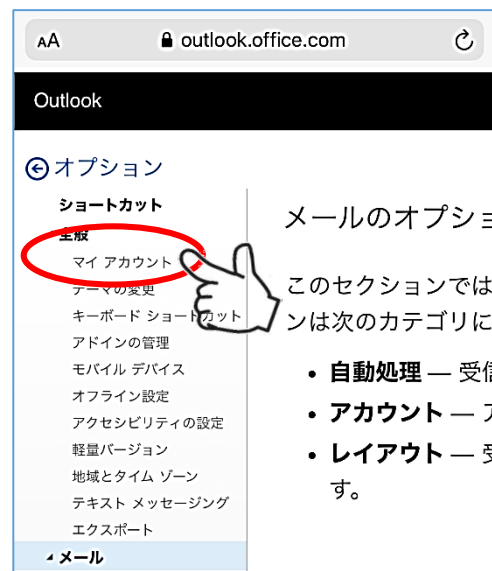 AA outlook.office.com
Outlook
オプション
ショートカット
全般
マイ アカウント
テーマの変更
キーボード ショートカット
アドインの管理
モバイル デバイス
オフライン設定
アクセシビリティの設定
軽量バージョン
地域とタイム ゾーン
テキスト メッセージング
エクスポート
メール
メールのオプショ
このセクションでは
ンは次のカテゴリに
• 自動処理 — 受信
• アカウント — ア
• レイアウト — 受
す。